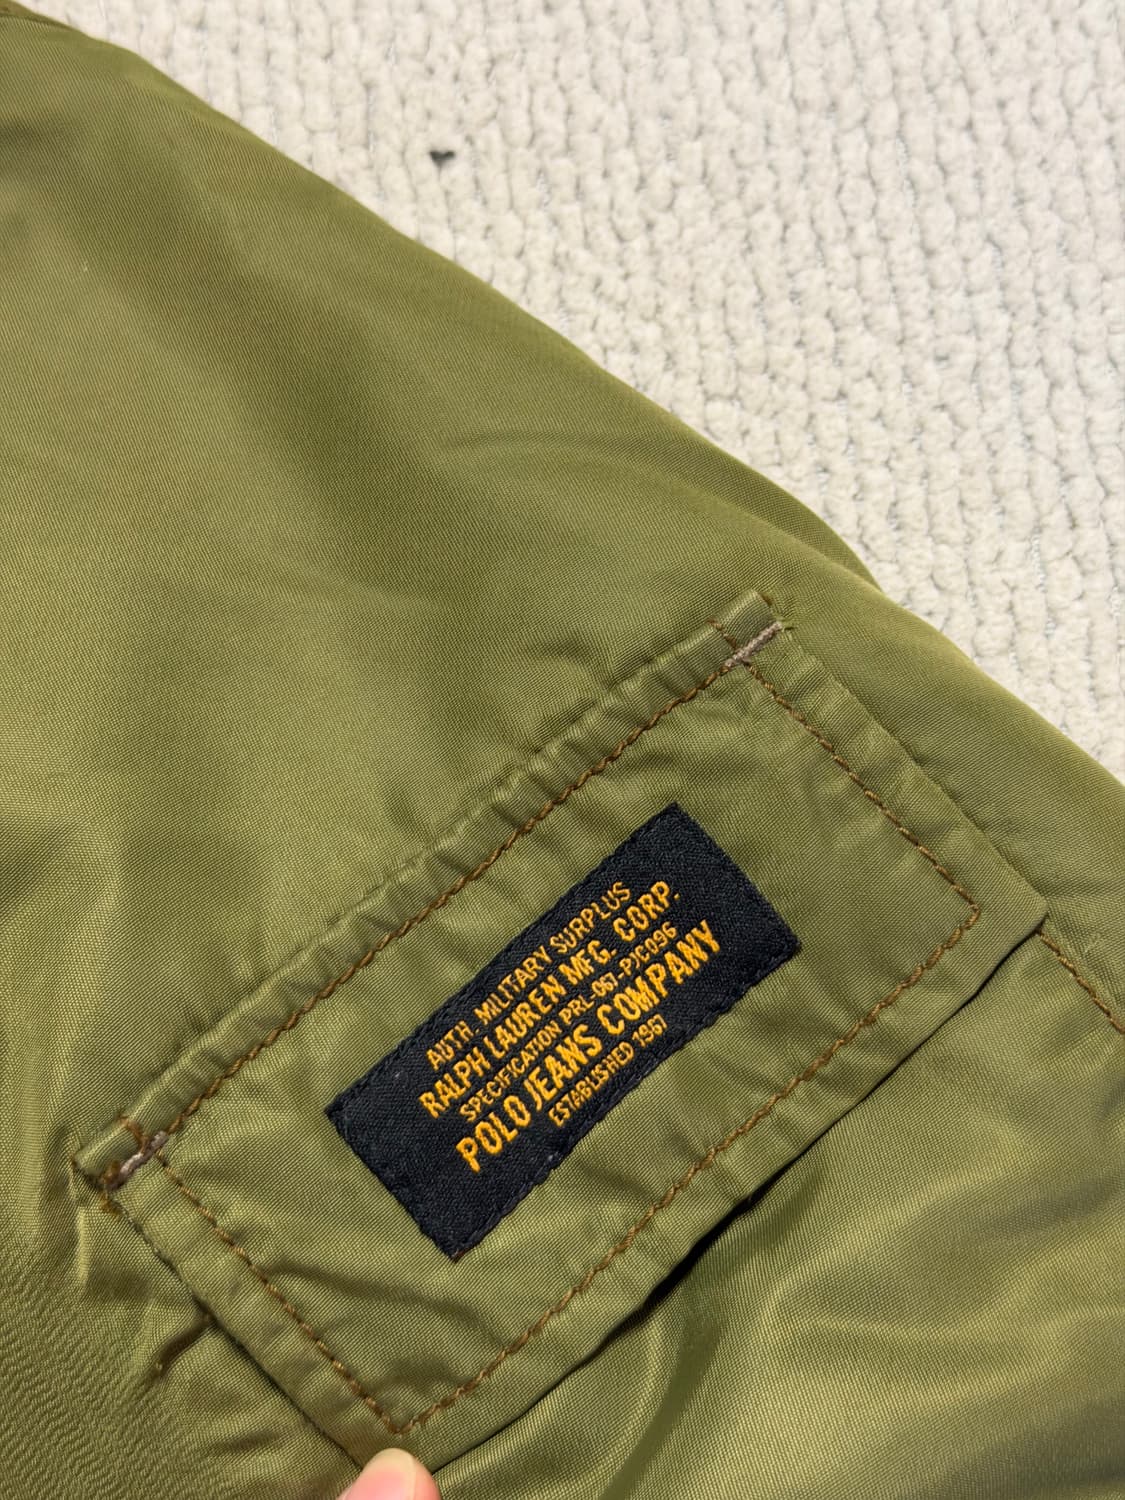 AUTH. MILITARY SURPLUS
RALPH LAUREN MFG. CORP.
SPECIFICATION PRL-067-PJC096
POLO JEANS COMPANY
ESTABLISHED 1967